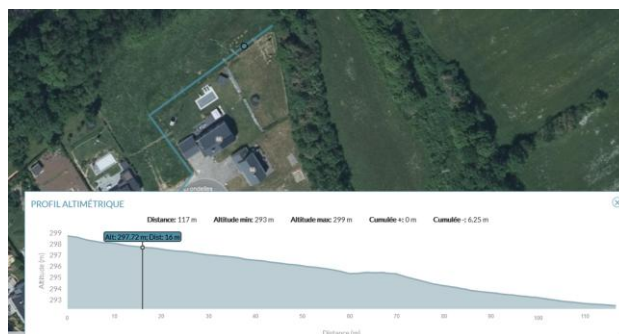 ondelles
PROFIL ALTIMÉTRIQUE
Distance: 117 m Altitude min: 293 m Altitude max: 299 m Cumulée +: 0 m Cumulée -: 6,25 m
Alt: 297.72 m; Dist: 16 m
299
298
297
296
295
294
293
Altitude (m)
0 10 20 30 40 50 60 70 80 90 100 110
Distance (m)